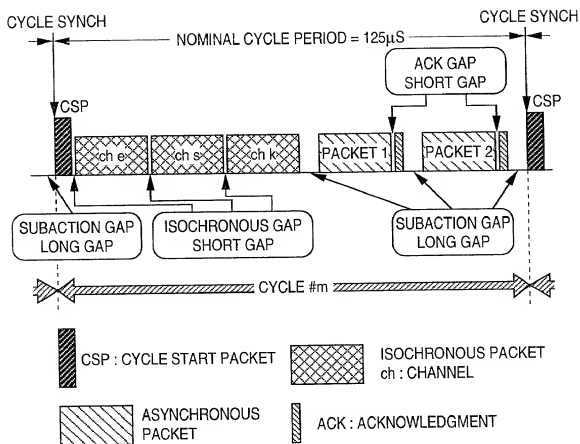 CYCLE SYNCH
CYCLE SYNCH
NOMINAL CYCLE PERIOD = 125μS
ACK GAP
SHORT GAP
CSP
CSP
ch e
ch s
ch k
PACKET 1
PACKET 2
SUBACTION GAP
LONG GAP
ISOCHRONOUS GAP
SHORT GAP
SUBACTION GAP
LONG GAP
CYCLE #m
CSP : CYCLE START PACKET
ISOCHRONOUS PACKET
ch : CHANNEL
ASYNCHRONOUS
PACKET
ACK : ACKNOWLEDGMENT